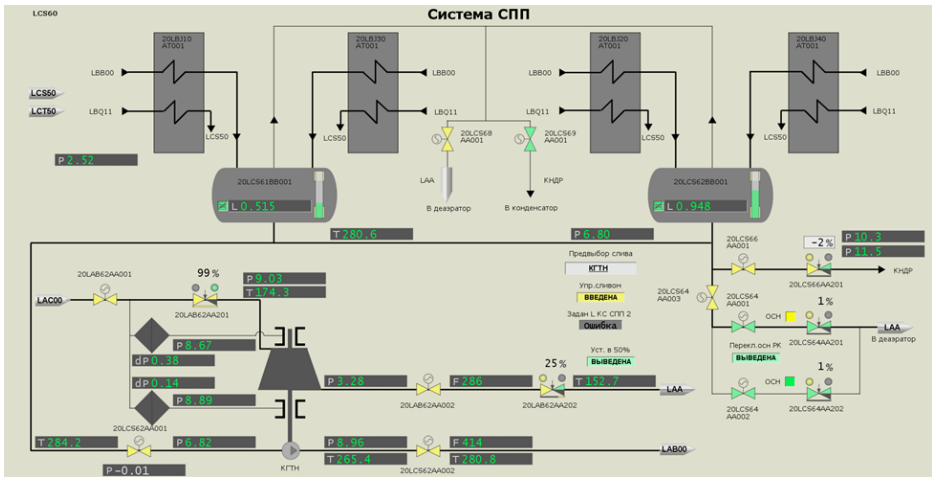 LCS60
Система СПП
20LBJ10
AT001
20LBJ30
AT001
20LBJ20
AT001
20LBJ40
AT001
LBB00
LBB00
LBB00
LBB00
LCS50
LCT50
LBQ11
LBQ11
LBQ11
LBQ11
LCS50
LCS50
LCS50
LCS50
20LCS68
AA001
20LCS69
AA001
P 2.52
LAA
КНДР
20LCS61BB001
20LCS62BB001
L 0.515
L 0.948
В деаэратор
В конденсатор
T 280.6
P 6.80
20LCS66
AA001
-2%
P 10.3
P 11.5
Предвыбор слива
КГТН
20LCS66AA201
КНДР
20LAB62AA001
99%
P 9.03
T 174.3
Упр.сливом
ВВЕДЕНА
20LCS64
AA003
20LCS64
AA001
1%
LAC00
20LAB62AA201
Задан L КС СПП 2
Ошибка
ОСН
LAA
20LCS64AA201
В деаэратор
P 8.67
Перекл.осн РК
ВЫВЕДЕНА
dP 0.38
Уст. в 50%
ВЫВЕДЕНА
25%
1%
dP 0.14
P 3.28
F 286
T 152.7
ОСН
LAA
P 8.89
20LAB62AA002
20LAB62AA202
20LCS64
AA002
20LCS64AA202
20LCS62AA001
T 284.2
P 6.82
P 8.96
F 414
LAB00
КГТН
T 265.4
T 280.8
P -0.01
20LCS62AA002